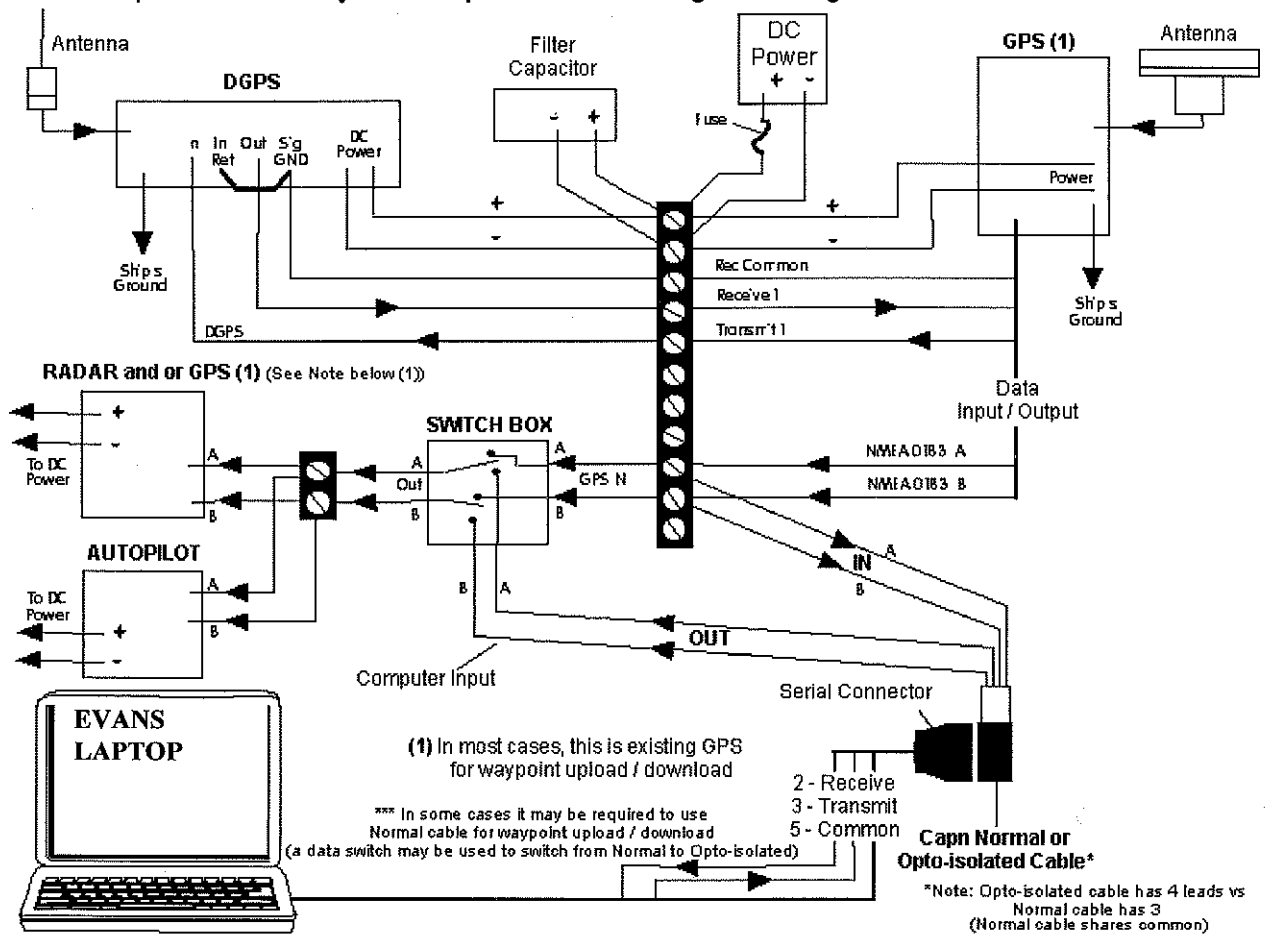 Antenna
DGPS
n In Out Sig
Ret GND
DC
Power
Filter
Capacitor
- +
DC
Power
+ -
Fuse
GPS (1)
Antenna
Power
+ +
- -
Ship's
Ground
Rec Common
Receive 1
DGPS
Transmit 1
Ship's
Ground
RADAR and or GPS (1) (See Note below (1))
Data
Input / Output
+
-
To DC
Power
A
B
SWITCH BOX
A
Out
B
A
GPS IN
B
NMEA0183 A
NMEA0183 B
AUTOPILOT
To DC
Power
+
-
A
B
B A
A
IN
B
OUT
Computer Input
Serial Connector
EVANS
LAPTOP
(1) In most cases, this is existing GPS
for waypoint upload / download
*** In some cases it may be required to use
Normal cable for waypoint upload / download
(a data switch may be used to switch from Normal to Opto-isolated)
2 - Receive
3 - Transmit
5 - Common
Capn Normal or
Opto-isolated Cable*
*Note: Opto-isolated cable has 4 leads vs
Normal cable has 3
(Normal cable shares common)